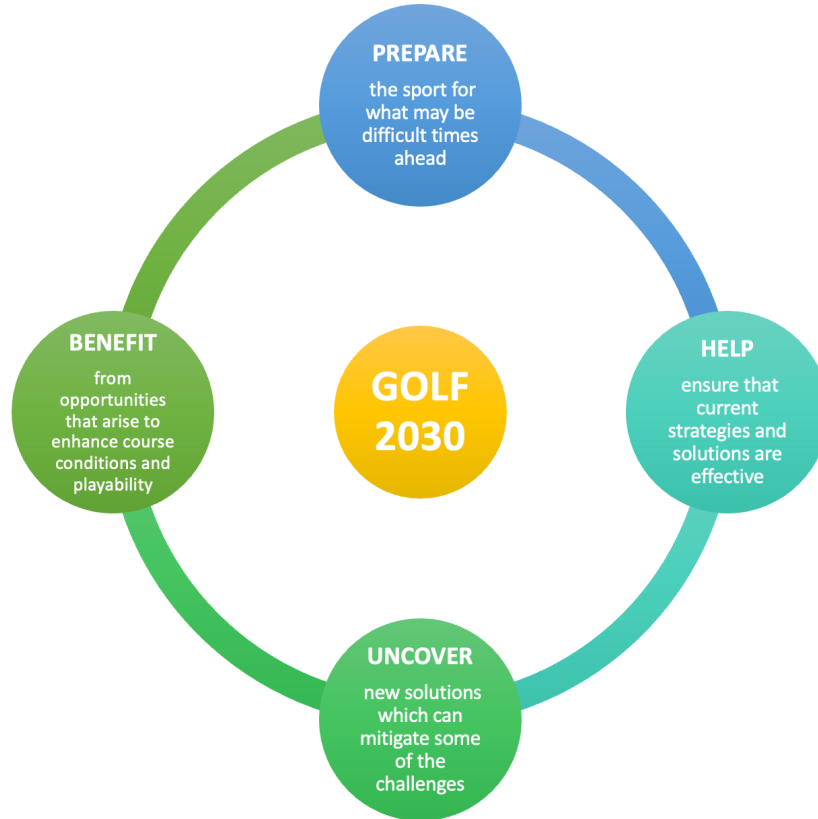 PREPARE
the sport for
what may be
difficult times
ahead
BENEFIT
from
opportunities
that arise to
enhance course
conditions and
playability
GOLF
2030
HELP
ensure that
current
strategies and
solutions are
effective
UNCOVER
new solutions
which can
mitigate some
of the
challenges